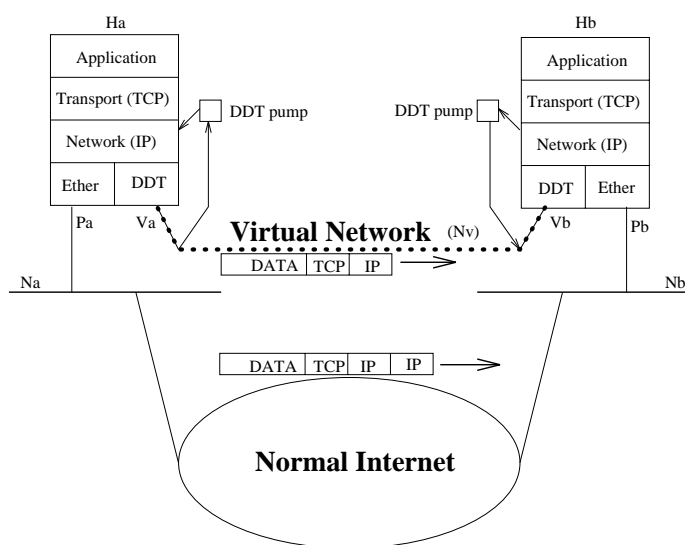 Ha
Hb
Application
Application
Transport (TCP)
DDT pump
DDT pump
Transport (TCP)
Network (IP)
Network (IP)
Ether
DDT
DDT
Ether
Pa
Va
Virtual Network
(Nv)
Vb
Pb
DATA TCP IP
Na
Nb
DATA TCP IP IP
Normal Internet